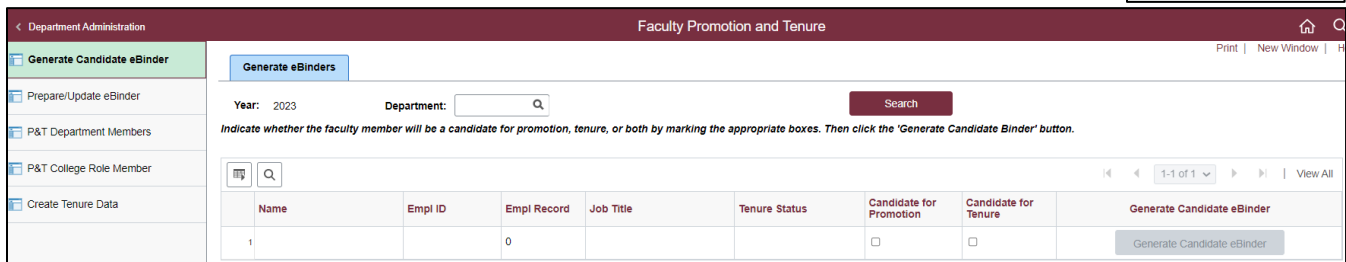 < Department Administration
Faculty Promotion and Tenure
Print | New Window | H
Generate Candidate eBinder
Prepare/Update eBinder
P&T Department Members
P&T College Role Member
Create Tenure Data
Generate eBinders
Year: 2023 Department: Search
Indicate whether the faculty member will be a candidate for promotion, tenure, or both by marking the appropriate boxes. Then click the 'Generate Candidate Binder' button.
1-1 of 1 | View All
Name Empl ID Empl Record Job Title Tenure Status Candidate for Promotion Candidate for Tenure Generate Candidate eBinder
1 0 Generate Candidate eBinder